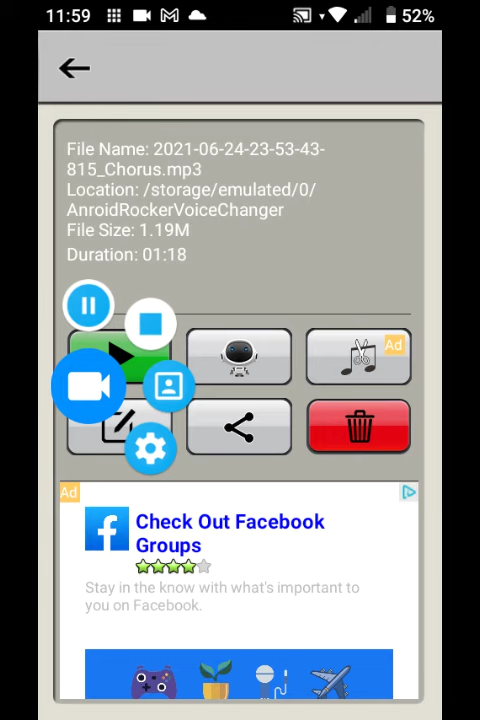 11:59
52%
File Name: 2021-06-24-23-53-43-
815_Chorus.mp3
Location: /storage/emulated/0/
AnroidRockerVoiceChanger
File Size: 1.19M
Duration: 01:18
Ad
Ad
Check Out Facebook
Groups
Stay in the know with what's important to
you on Facebook.